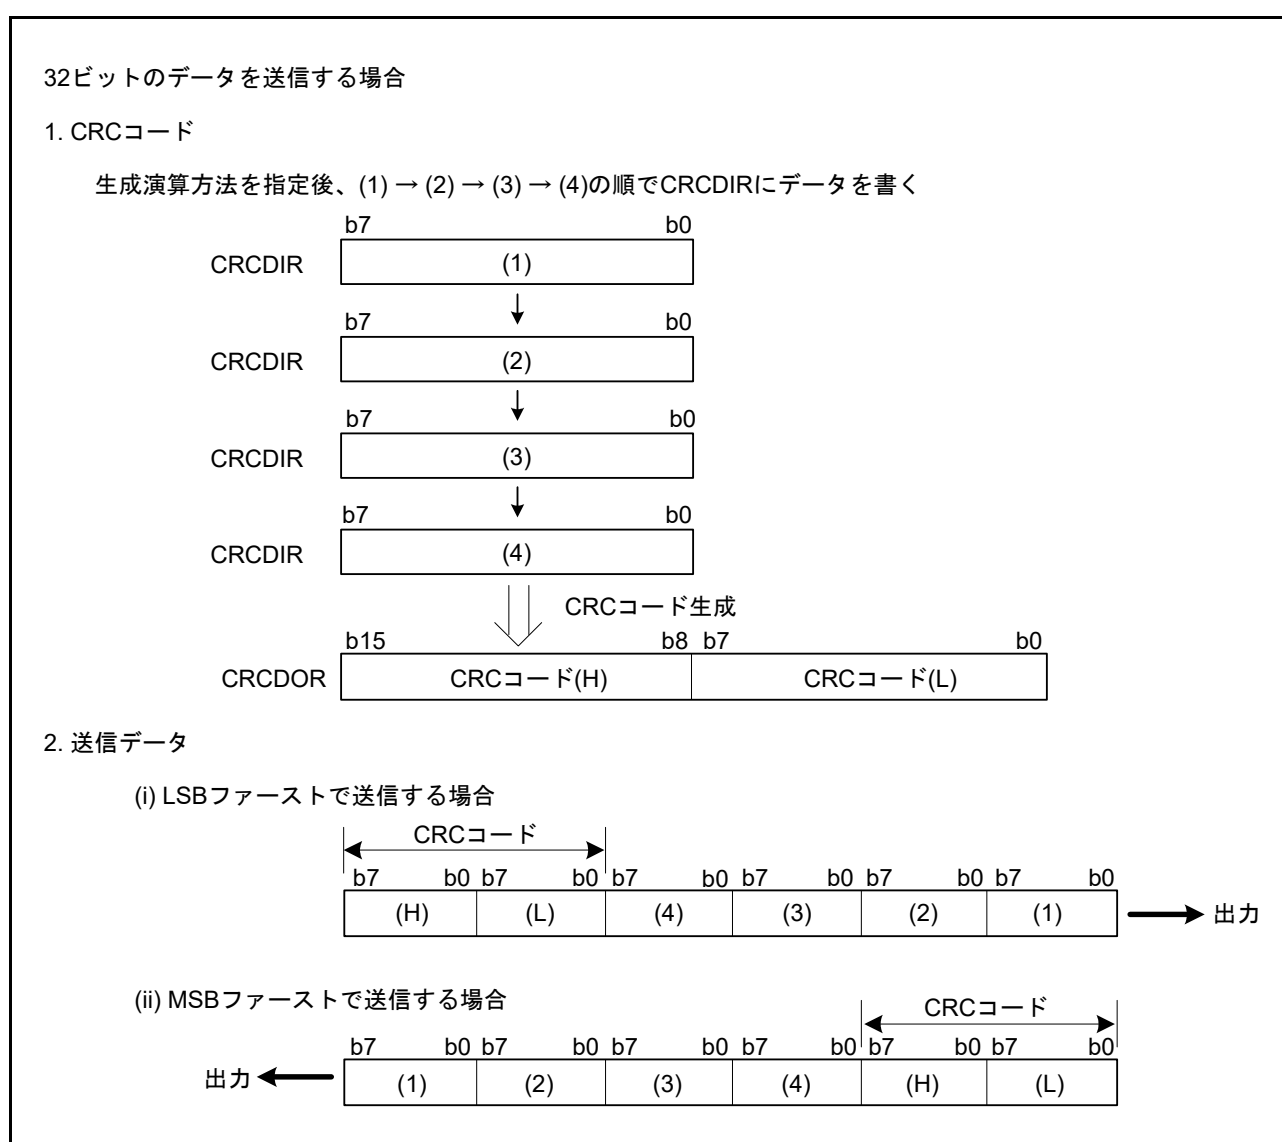 32ビットのデータを送信する場合
1. CRCコード
生成演算方法を指定後、(1) → (2) → (3) → (4)の順でCRCDIRにデータを書く
b7 b0
CRCDIR (1)
b7 b0
CRCDIR (2)
b7 b0
CRCDIR (3)
b7 b0
CRCDIR (4)
CRCコード生成
b15 b8 b7 b0
CRCDOR CRCコード(H) CRCコード(L)
2. 送信データ
(i) LSBファーストで送信する場合
CRCコード
b7 b0 b7 b0 b7 b0 b7 b0 b7 b0 b7 b0
(H) (L) (4) (3) (2) (1) 出力
(ii) MSBファーストで送信する場合
CRCコード
b7 b0 b7 b0 b7 b0 b7 b0 b7 b0 b7 b0
出力 (1) (2) (3) (4) (H) (L)